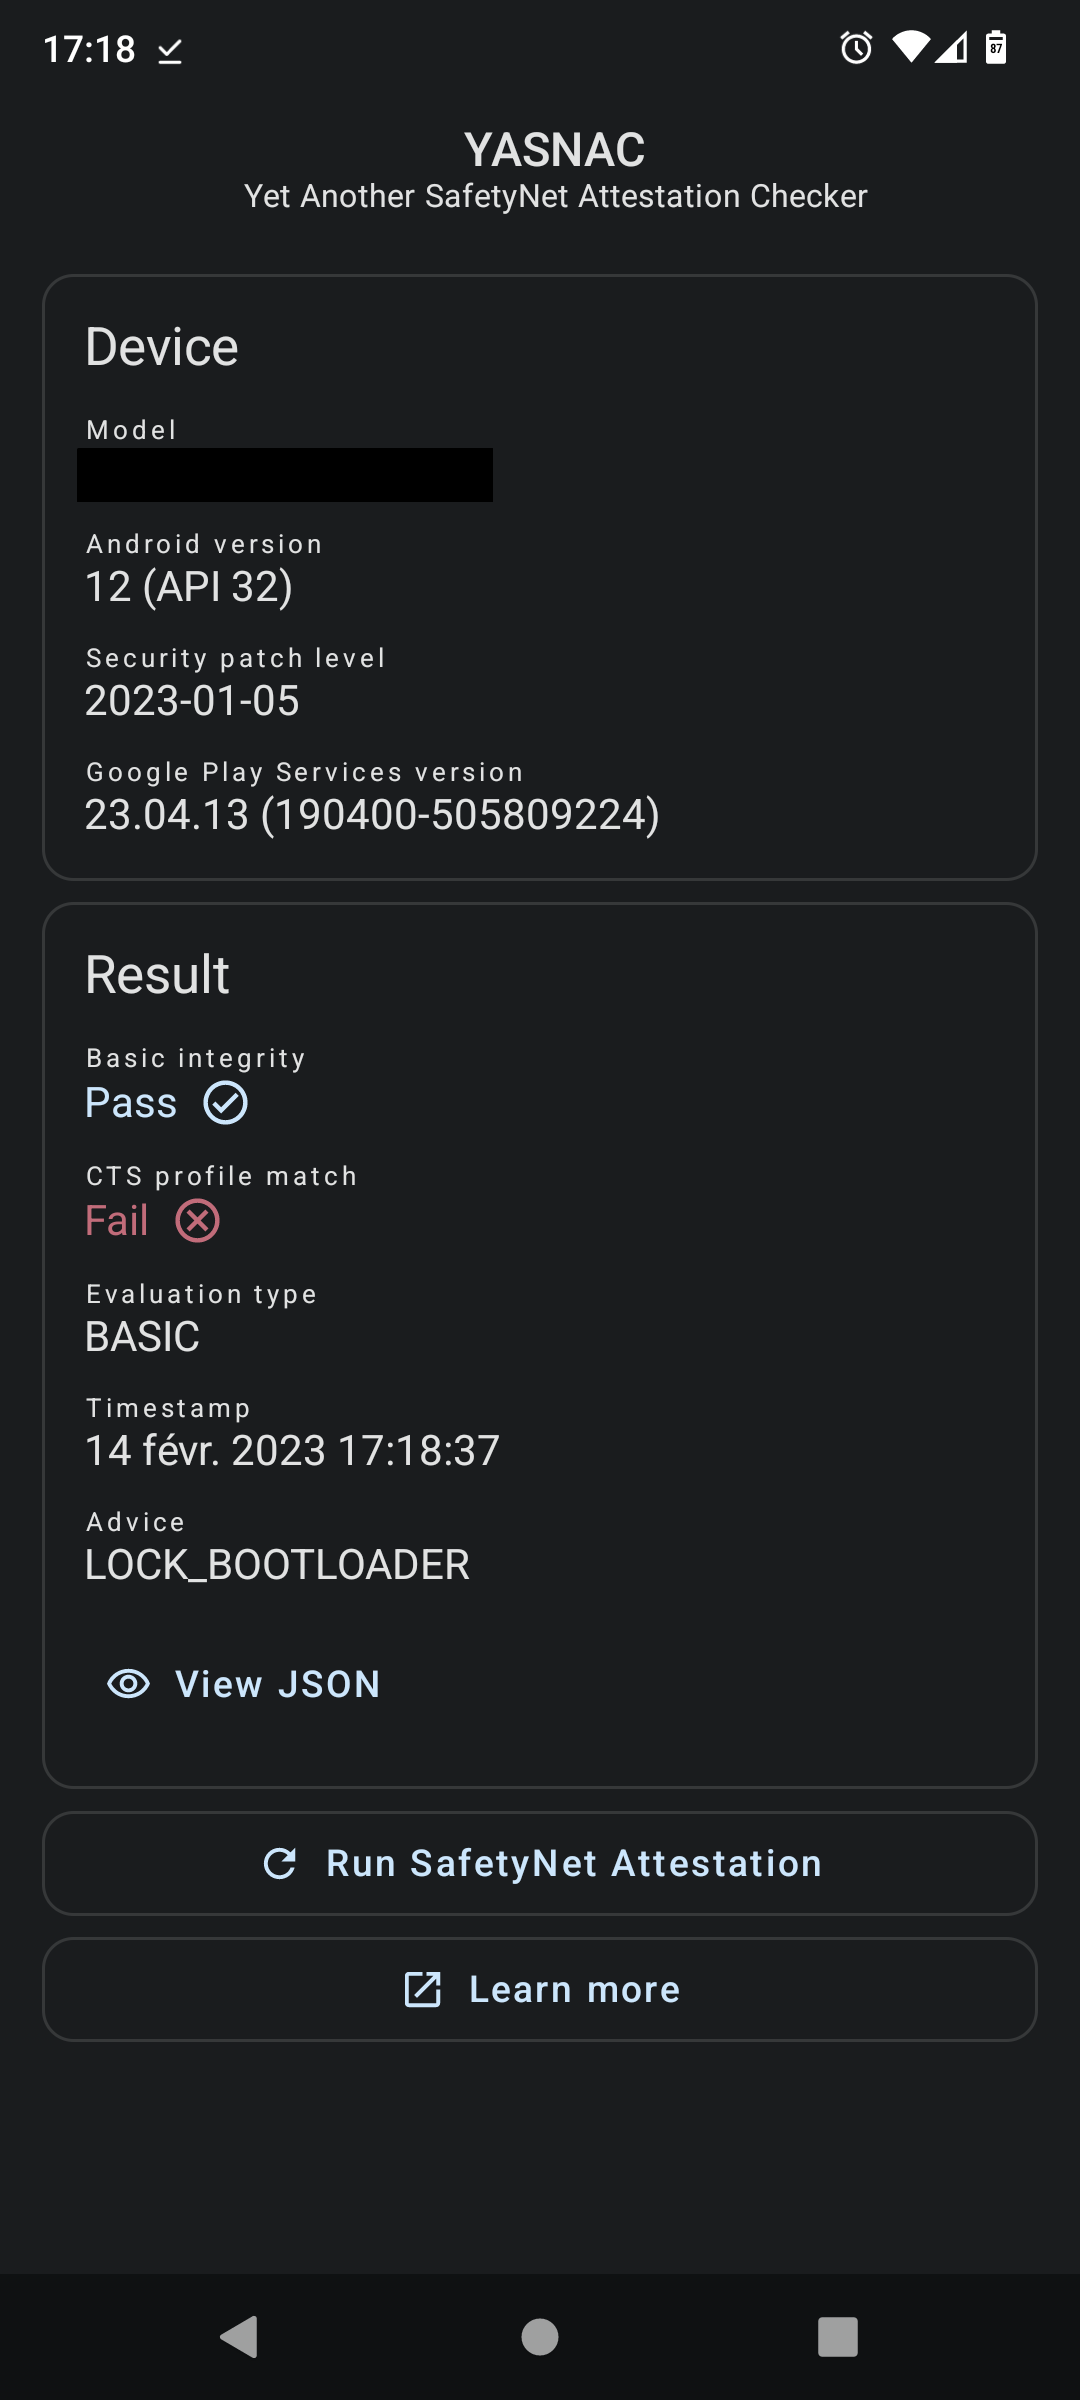 17:18
87
YASNAC
Yet Another SafetyNet Attestation Checker
Device
Model
Android version
12 (API 32)
Security patch level
2023-01-05
Google Play Services version
23.04.13 (190400-505809224)
Result
Basic integrity
Pass
CTS profile match
Fail
Evaluation type
BASIC
Timestamp
14 févr. 2023 17:18:37
Advice
LOCK_BOOTLOADER
View JSON
Run SafetyNet Attestation
Learn more